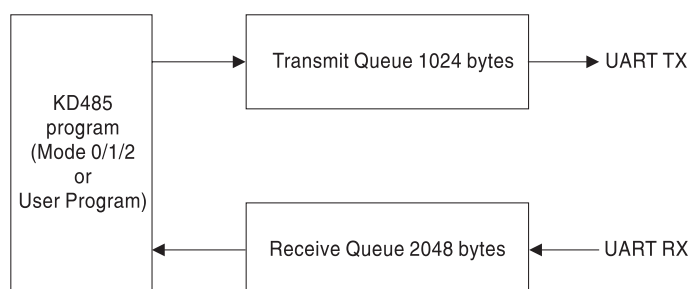 KD485
program
(Mode 0/1/2
or
User Program)
Transmit Queue 1024 bytes
UART TX
Receive Queue 2048 bytes
UART RX